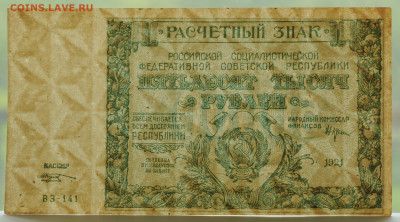 COINS.LAVE.RU
РАСЧЕТНЫЙ ЗНАК
РОССИЙСКОЙ СОЦИАЛИСТИЧЕСКОЙ
ФЕДЕРАТИВНОЙ СОВЕТСКОЙ РЕСПУБЛИКИ
ПЯТЬДЕСЯТ ТЫСЯЧ
РУБЛЕЙ
ОБЕСПЕЧИВАЕТСЯ
ВСЕМ ДОСТОЯНИЕМ
РЕСПУБЛИКИ
НАРОДНЫЙ КОМИССАР
ФИНАНСОВ
КАССИР
1921
ВЗ-141